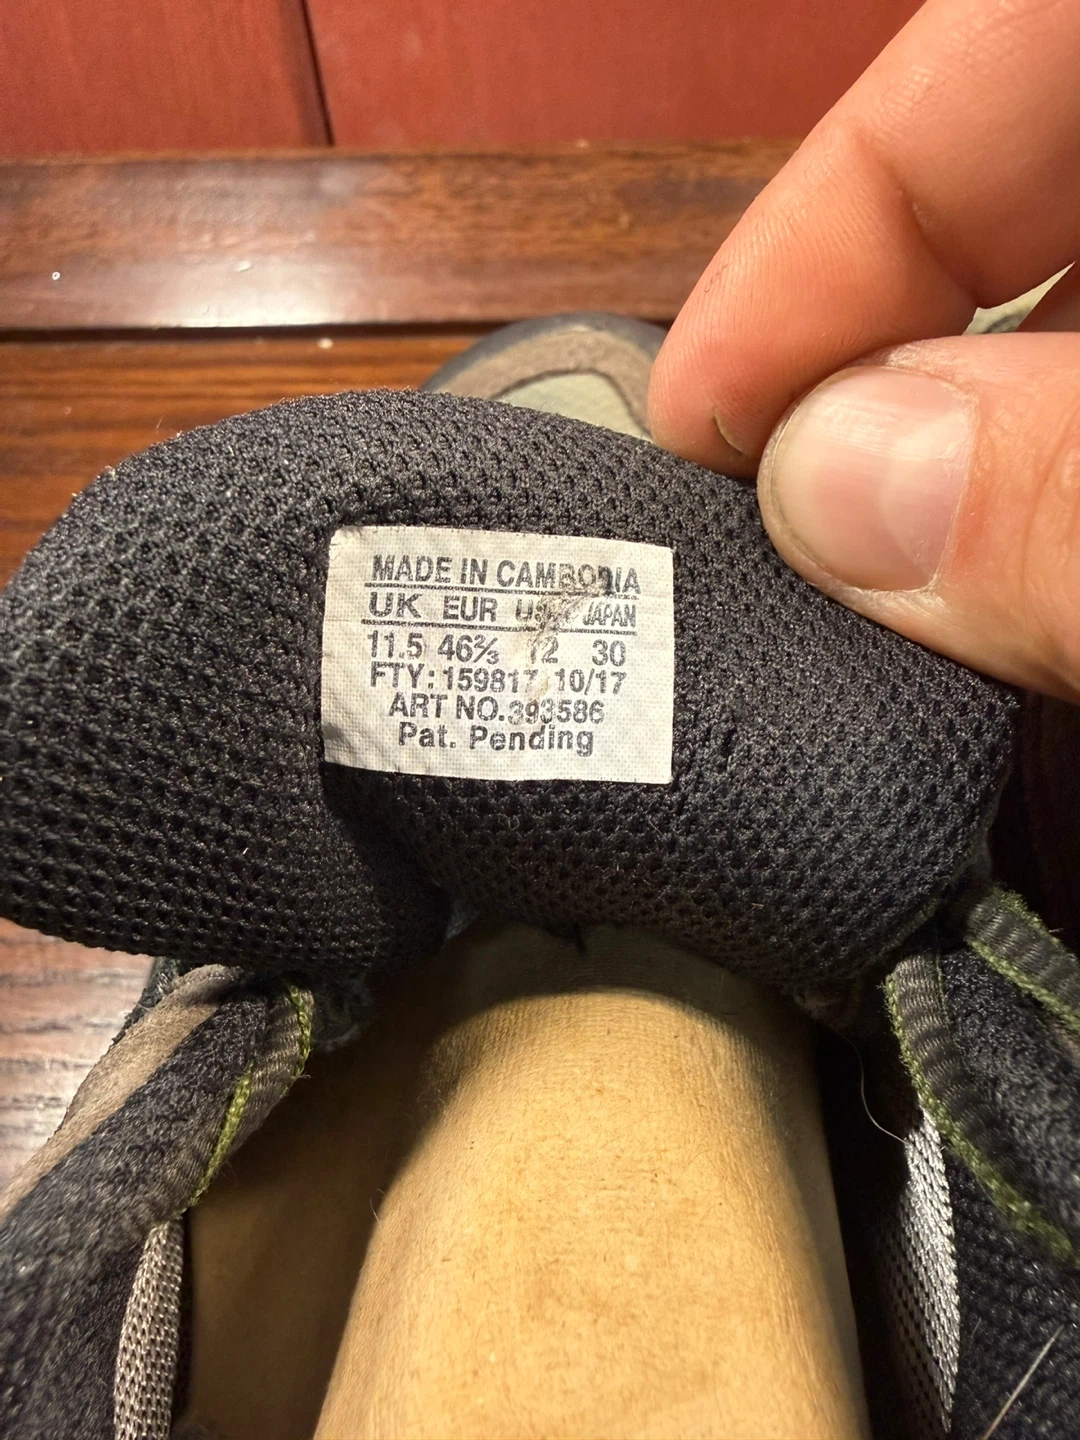 MADE IN CAMBODIA
UK EUR US JAPAN
11.5 46⅔ 12 30
FTY: 159817 10/17
ART NO.393586
Pat. Pending